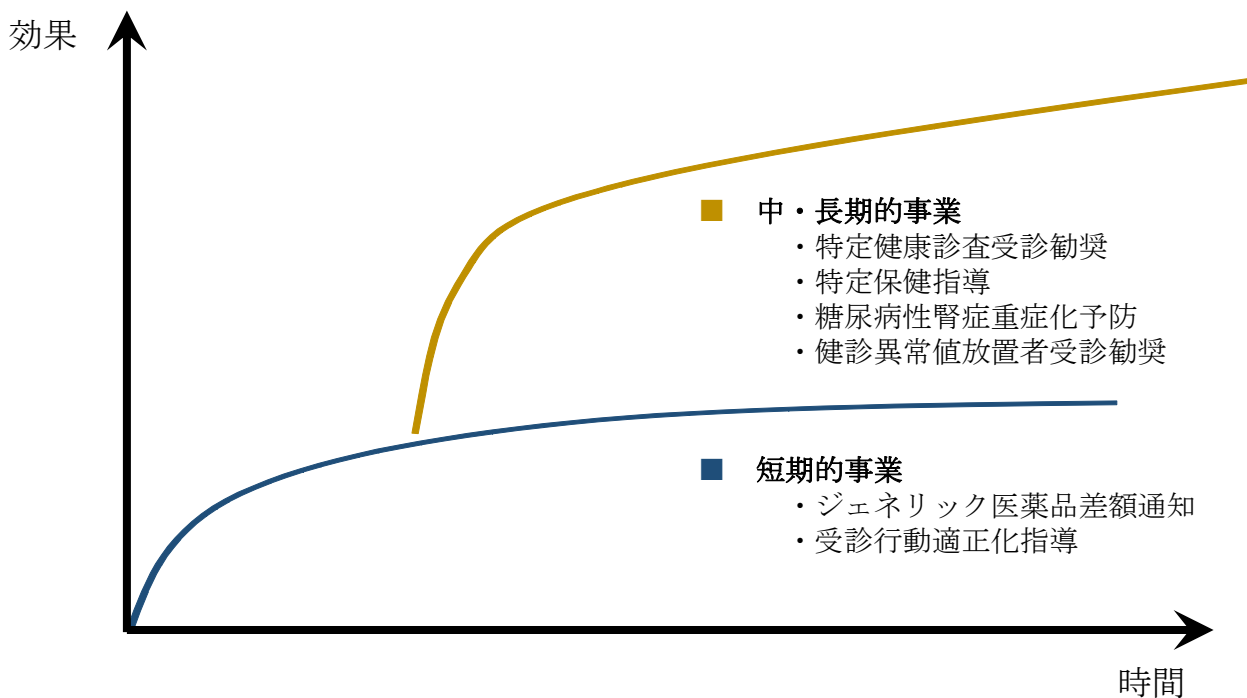 効果
■ 中・長期的事業
・特定健康診査受診勧奨
・特定保健指導
・糖尿病性腎症重症化予防
・健診異常値放置者受診勧奨
■ 短期的事業
・ジェネリック医薬品差額通知
・受診行動適正化指導
時間